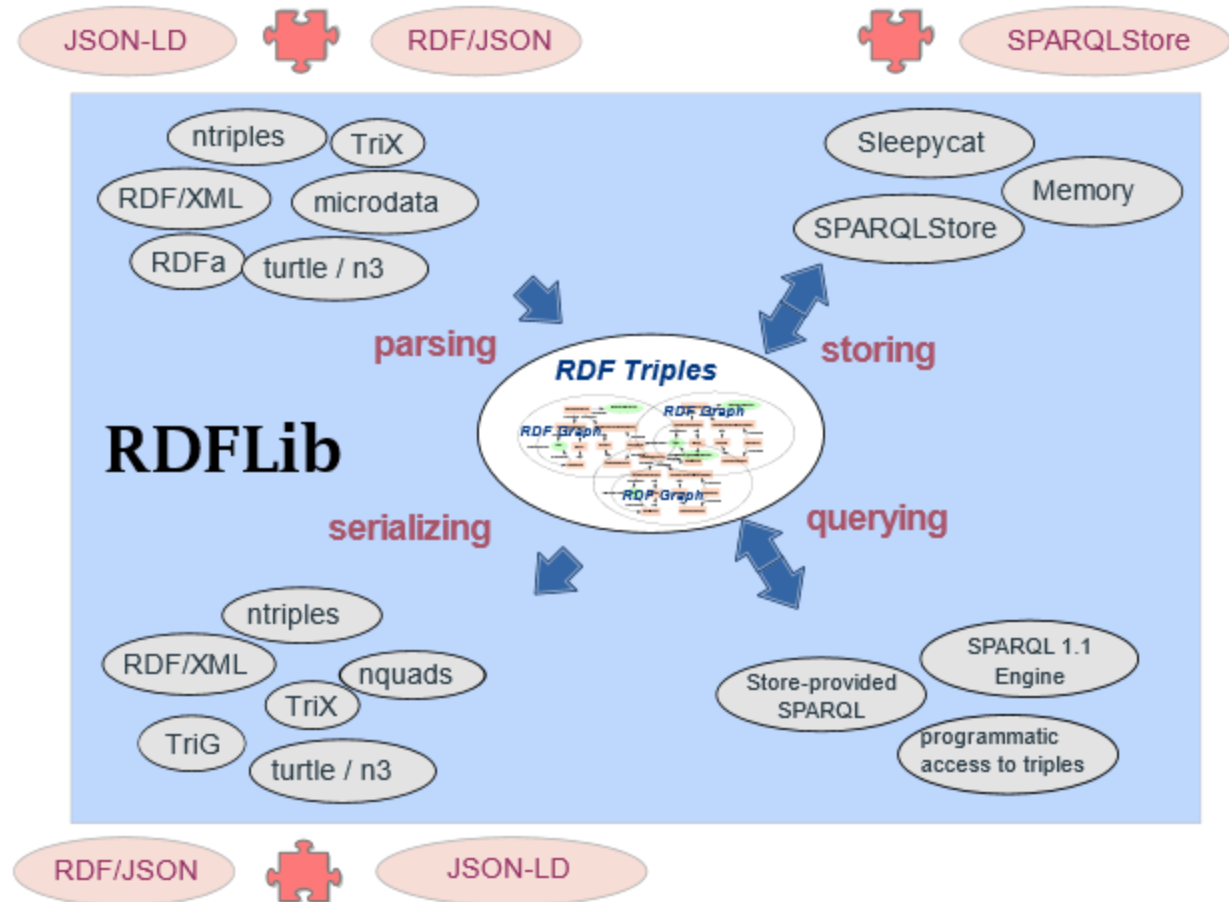 JSON-LD
RDF/JSON
SPARQLStore
ntriples
TriX
RDF/XML
microdata
RDFa
turtle / n3
Sleepycat
Memory
SPARQLStore
parsing
storing
RDF Triples
RDF Graph
RDF Graph
RDF Graph
RDFLib
serializing
querying
ntriples
RDF/XML
nquads
TriX
TriG
turtle / n3
SPARQL 1.1
Engine
Store-provided
SPARQL
programmatic
access to triples
RDF/JSON
JSON-LD